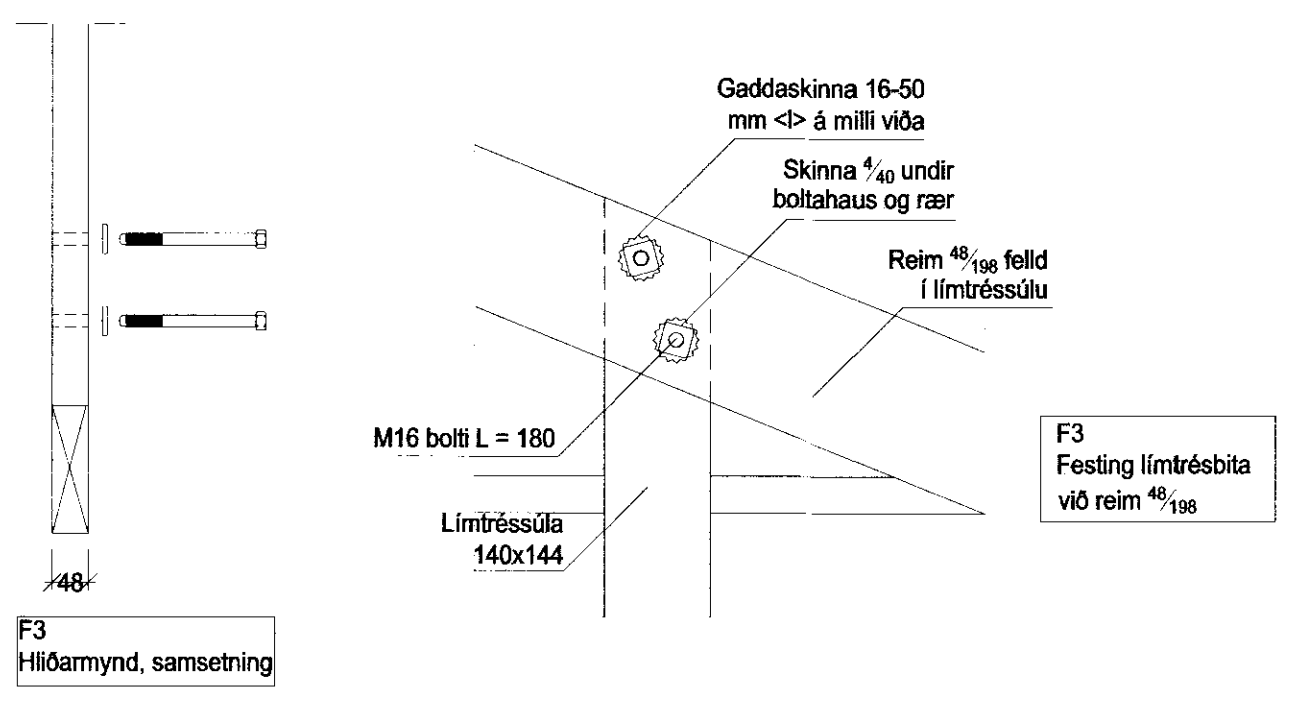 Gaddaskinna 16-50
mm <l> á milli viða
Skinna 4/40 undir
boltahaus og rær
Reim 48/198 felld
í límtréssúlu
M16 bolti L = 180
Límtréssúla
140x144
F3
Festing límtrésbita
við reim 48/198
48
F3
Hliðarmynd, samsetning